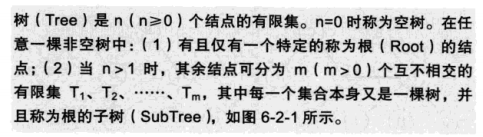 树（Tree）是 n（n≥0）个结点的有限集。n=0 时称为空树。在任
意一棵非空树中：（1）有且仅有一个特定的称为根（Root）的结
点；（2）当 n＞1 时，其余结点可分为 m（m＞0）个互不相交的
有限集 T₁、T₂、……、Tₘ，其中每一个集合本身又是一棵树，并
且称为根的子树（SubTree），如图 6-2-1 所示。